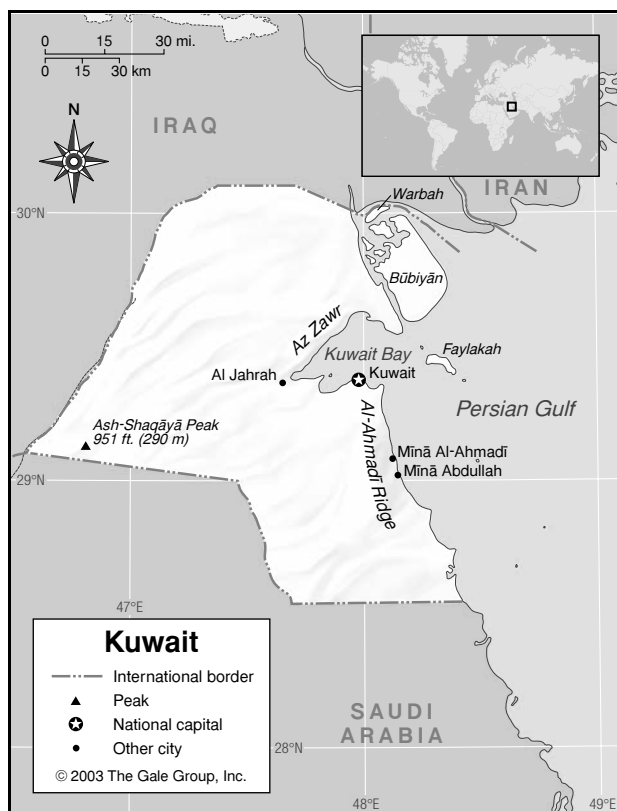 0 15 30 mi.
0 15 30 km
N
IRAQ
IRAN
30°N
Warbah
Būbiyān
Az Zawr
Kuwait Bay
Faylakah
Al Jahrah
Kuwait
Persian Gulf
Ash-Shaqāyā Peak
951 ft. (290 m)
Al-Ahmadī Ridge
Mīnā Al-Ahmadī
Mīnā Abdullah
29°N
47°E
Kuwait
International border
Peak
National capital
Other city
© 2003 The Gale Group, Inc.
SAUDI
ARABIA
28°N
48°E
49°E